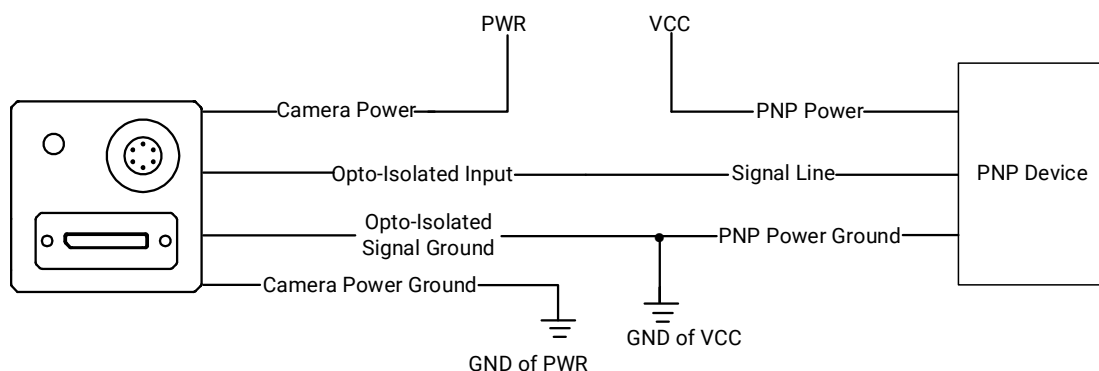 PWR
VCC
Camera Power
PNP Power
Opto-Isolated Input
Signal Line
PNP Device
Opto-Isolated
Signal Ground
PNP Power Ground
Camera Power Ground
GND of VCC
GND of PWR